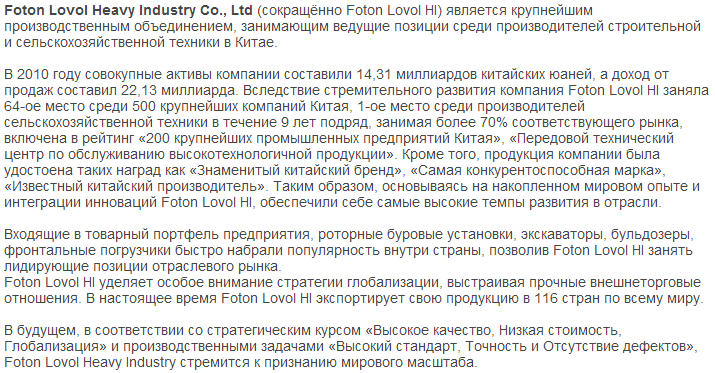 Foton Lovol Heavy Industry Co., Ltd (сокращённо Foton Lovol HI) является крупнейшим
производственным объединением, занимающим ведущие позиции среди производителей строительной
и сельскохозяйственной техники в Китае.
В 2010 году совокупные активы компании составили 14,31 миллиардов китайских юаней, а доход от
продаж составил 22,13 миллиарда. Вследствие стремительного развития компания Foton Lovol HI заняла
64-ое место среди 500 крупнейших компаний Китая, 1-ое место среди производителей
сельскохозяйственной техники в течение 9 лет подряд, занимая более 70% соответствующего рынка,
включена в рейтинг «200 крупнейших промышленных предприятий Китая», «Передовой технический
центр по обслуживанию высокотехнологичной продукции». Кроме того, продукция компании была
удостоена таких наград как «Знаменитый китайский бренд», «Самая конкурентоспособная марка»,
«Известный китайский производитель». Таким образом, основываясь на накопленном мировом опыте и
интеграции инноваций Foton Lovol HI, обеспечили себе самые высокие темпы развития в отрасли.
Входящие в товарный портфель предприятия, роторные буровые установки, экскаваторы, бульдозеры,
фронтальные погрузчики быстро набрали популярность внутри страны, позволив Foton Lovol HI занять
лидирующие позиции отраслевого рынка.
Foton Lovol HI уделяет особое внимание стратегии глобализации, выстраивая прочные внешнеторговые
отношения. В настоящее время Foton Lovol HI экспортирует свою продукцию в 116 стран по всему миру.
В будущем, в соответствии со стратегическим курсом «Высокое качество, Низкая стоимость,
Глобализация» и производственными задачами «Высокий стандарт, Точность и Отсутствие дефектов»,
Foton Lovol Heavy Industry стремится к признанию мирового масштаба.